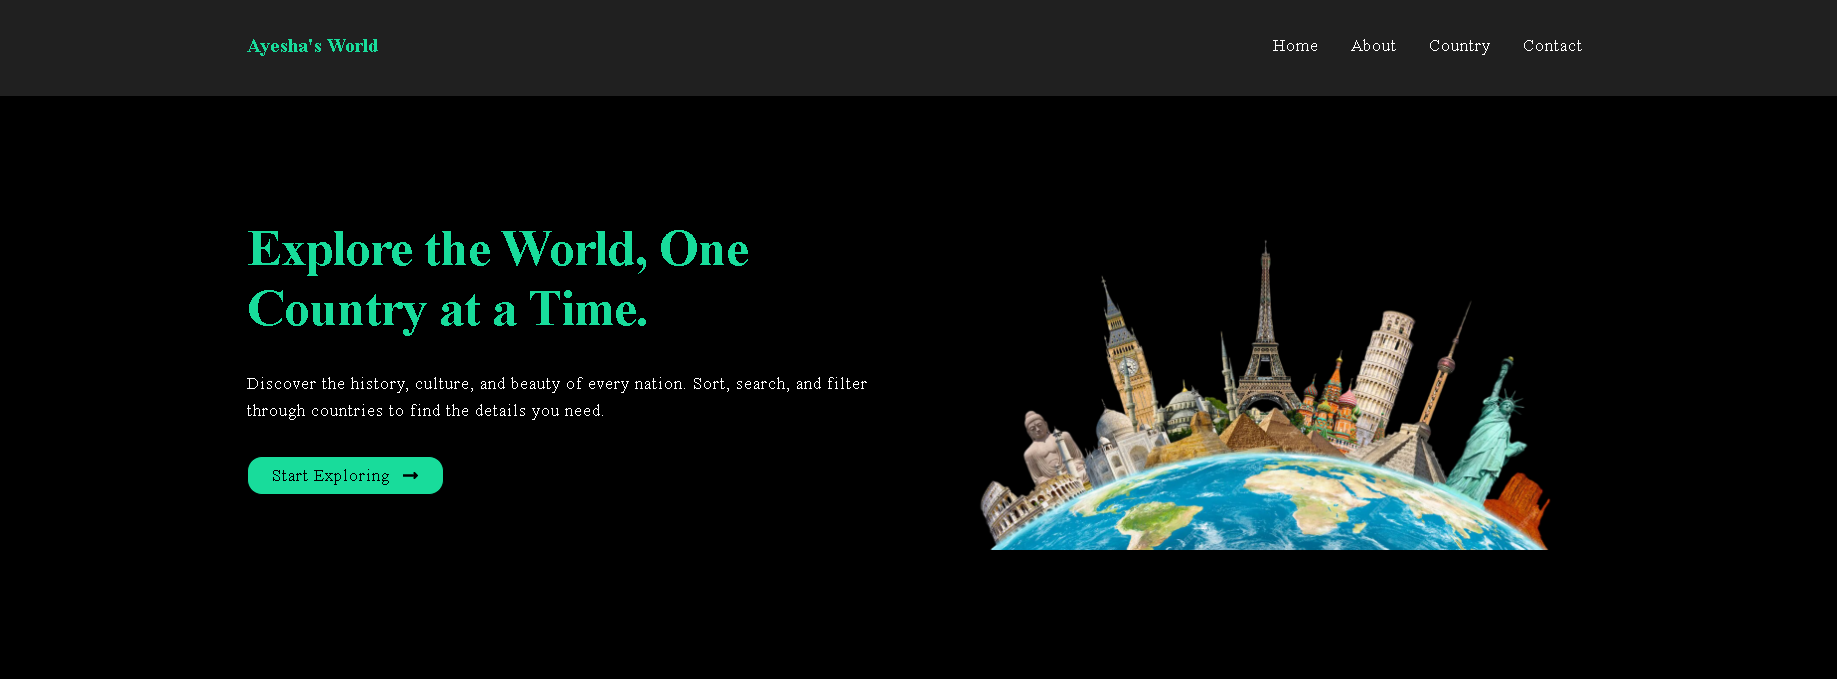 Ayesha's World
Home About Country Contact
Explore the World, One
Country at a Time.
Discover the history, culture, and beauty of every nation. Sort, search, and filter
through countries to find the details you need.
Start Exploring